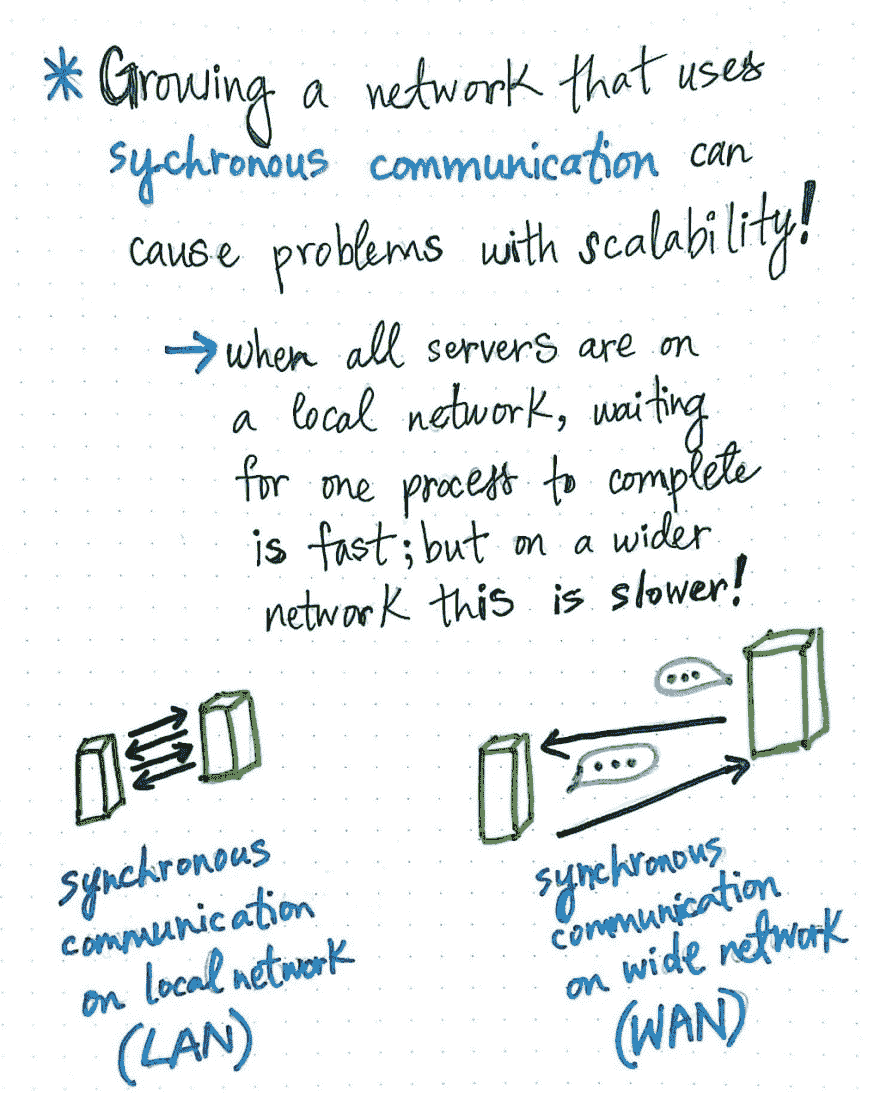 * Growing a network that uses
sychronous communication can
cause problems with scalability!
→ when all servers are on
a local network, waiting
for one process to complete
is fast; but on a wider
network this is slower!
synchronous
communication
on local network
(LAN)
synchronous
communication
on wide network
(WAN)